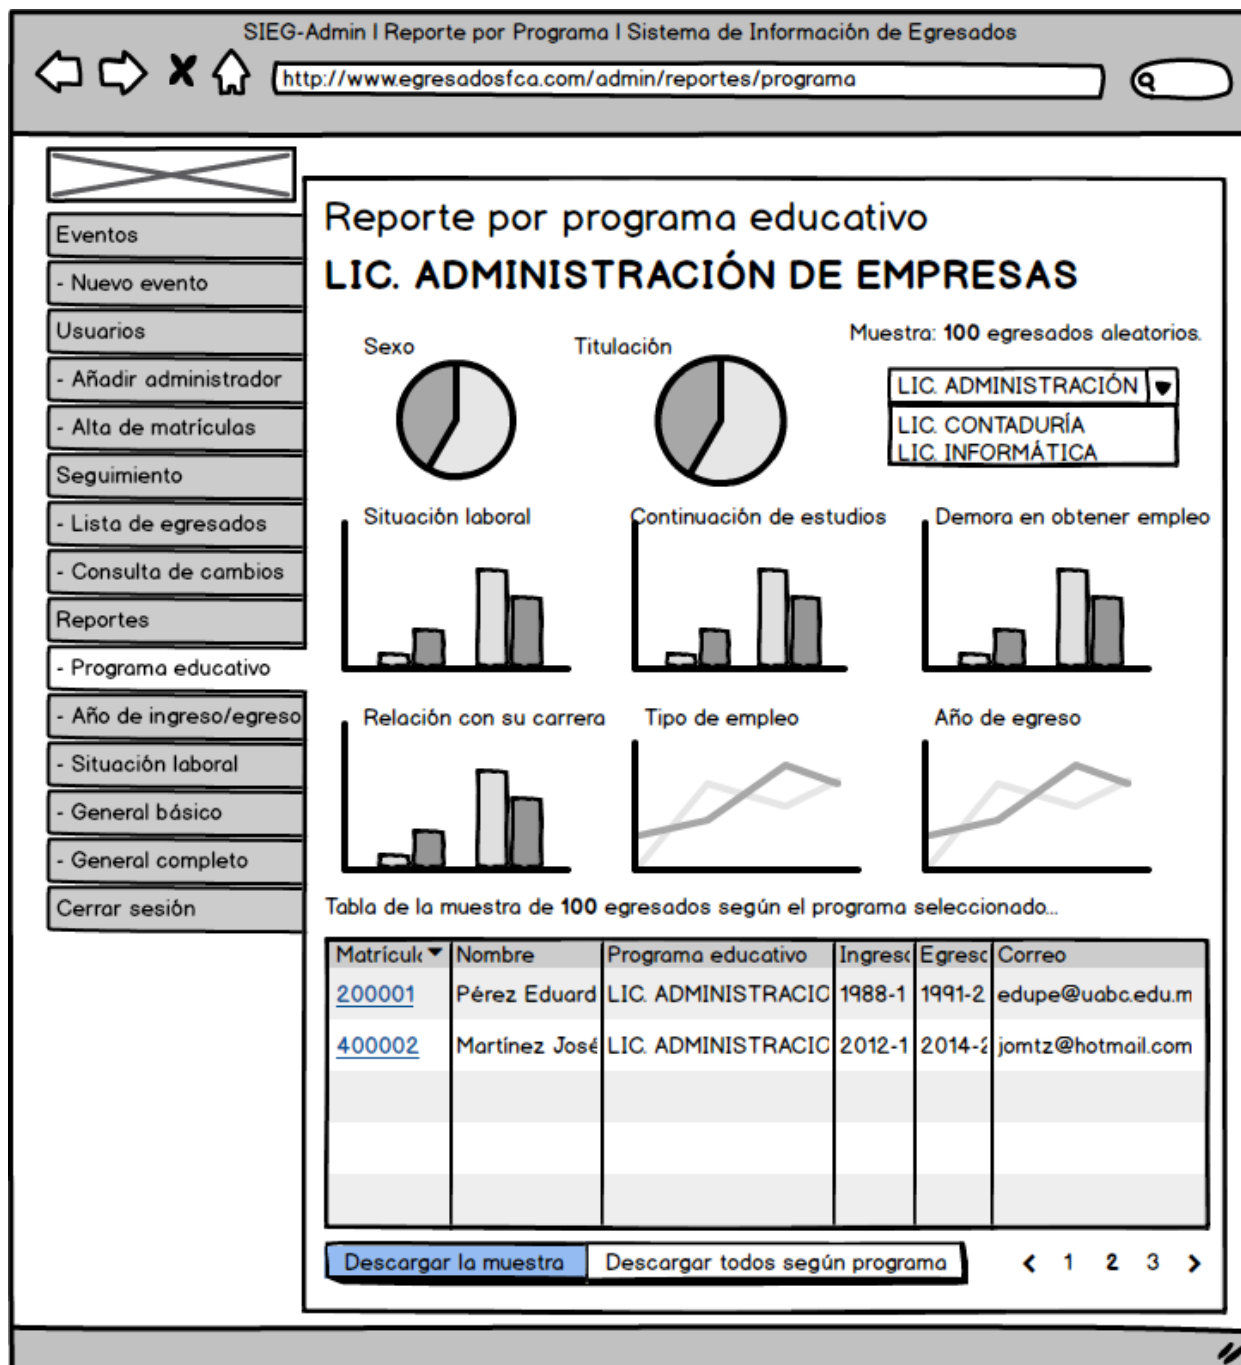 SIEG-Admin | Reporte por Programa | Sistema de Información de Egresados
http://www.egresadosfca.com/admin/reportes/programa
Eventos
- Nuevo evento
Usuarios
- Añadir administrador
- Alta de matrículas
Seguimiento
- Lista de egresados
- Consulta de cambios
Reportes
- Programa educativo
- Año de ingreso/egreso
- Situación laboral
- General básico
- General completo
Cerrar sesión
Reporte por programa educativo
LIC. ADMINISTRACIÓN DE EMPRESAS
Sexo
Titulación
Muestra: 100 egresados aleatorios.
LIC. ADMINISTRACIÓN
LIC. CONTADURÍA
LIC. INFORMÁTICA
Situación laboral
Continuación de estudios
Demora en obtener empleo
Relación con su carrera
Tipo de empleo
Año de egreso
Tabla de la muestra de 100 egresados según el programa seleccionado...
Matrícul Nombre Programa educativo Ingreso Egreso Correo
200001 Pérez Eduard LIC. ADMINISTRACIO 1988-1 1991-2 edupe@uabc.edu.m
400002 Martínez José LIC. ADMINISTRACIO 2012-1 2014-2 jomtz@hotmail.com
Descargar la muestra Descargar todos según programa < 1 2 3 >